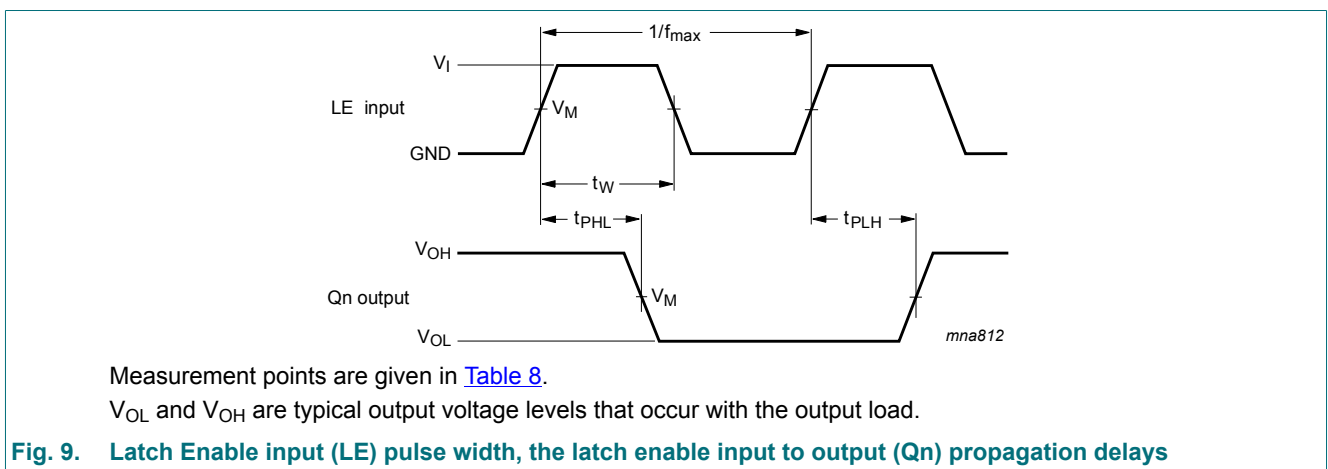 1/fmax
VI
LE input
VM
GND
tW
tPHL
tPLH
VOH
Qn output
VM
VOL
mna812
Measurement points are given in Table 8.
VOL and VOH are typical output voltage levels that occur with the output load.
Fig. 9. Latch Enable input (LE) pulse width, the latch enable input to output (Qn) propagation delays